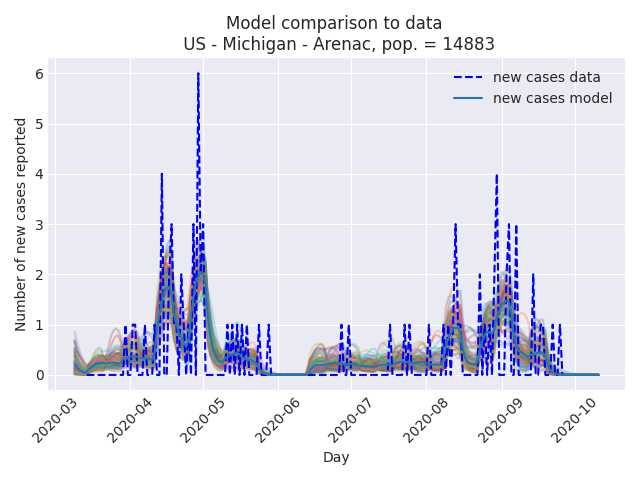 Model comparison to data
US - Michigan - Arenac, pop. = 14883
new cases data
new cases model
Number of new cases reported
6
5
4
3
2
1
0
2020-03
2020-04
2020-05
2020-06
2020-07
2020-08
2020-09
2020-10
Day